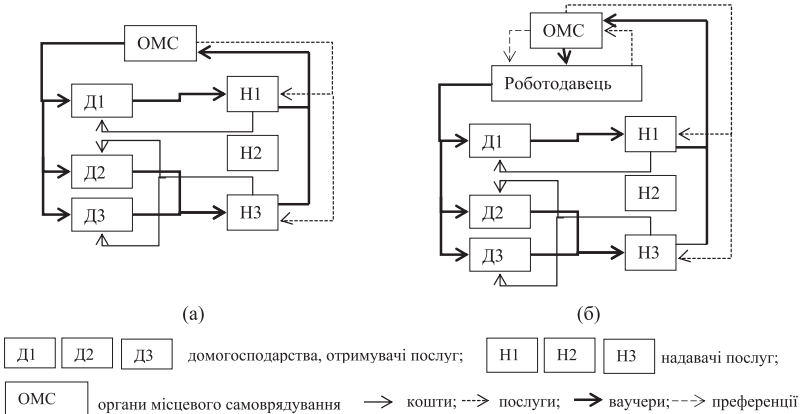 ОМС
Д1
Н1
Н2
Д2
Д3
Н3
(а)
ОМС
Роботодавець
Д1
Н1
Н2
Д2
Д3
Н3
(б)
Д1 Д2 Д3 домогосподарства, отримувачі послуг; Н1 Н2 Н3 надавачі послуг;
ОМС органи місцевого самоврядування кошти; послуги; ваучери; преференції